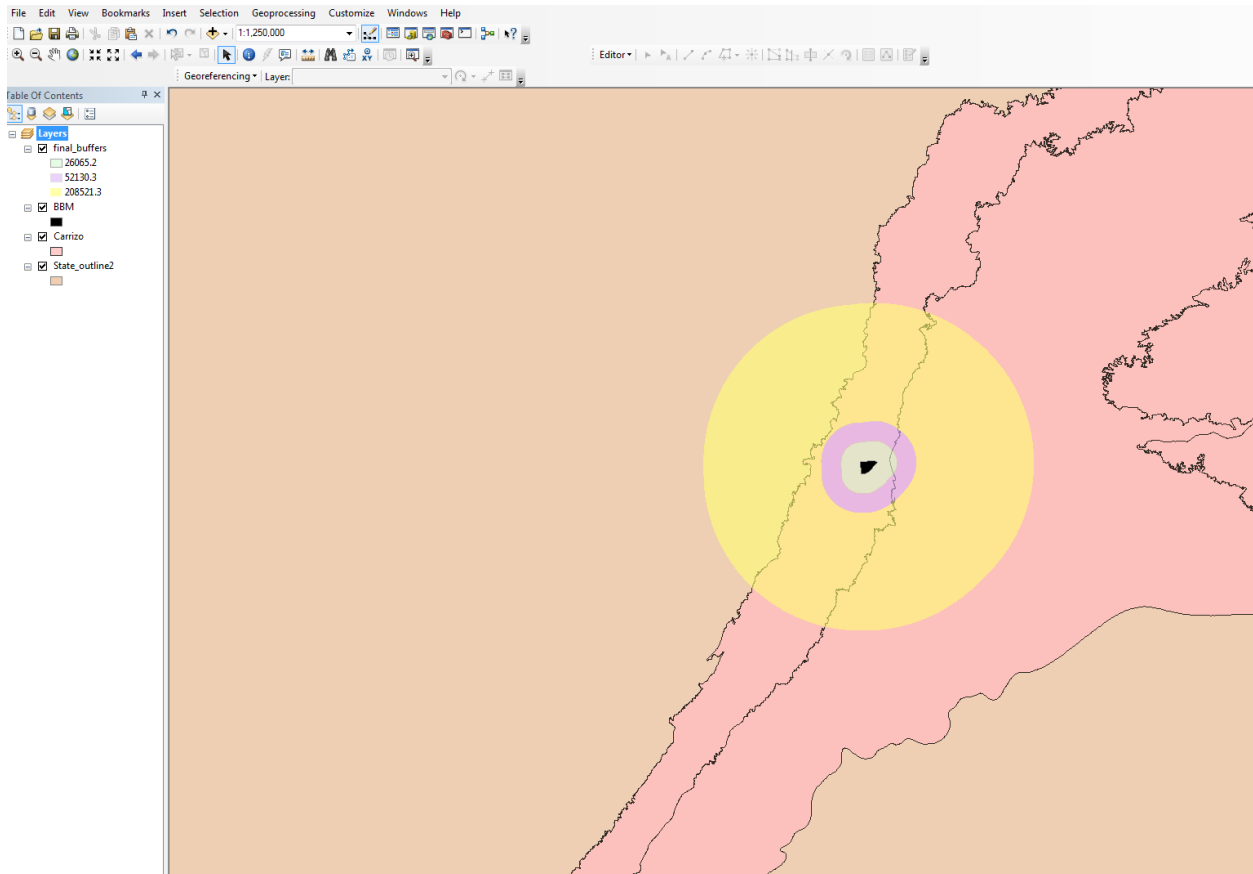 File Edit View Bookmarks Insert Selection Geoprocessing Customize Windows Help
1:1,250,000
Editor
Georeferencing Layer:
Table Of Contents
Layers
final_buffers
26065.2
52130.3
208521.3
BBM
Carrizo
State_outline2